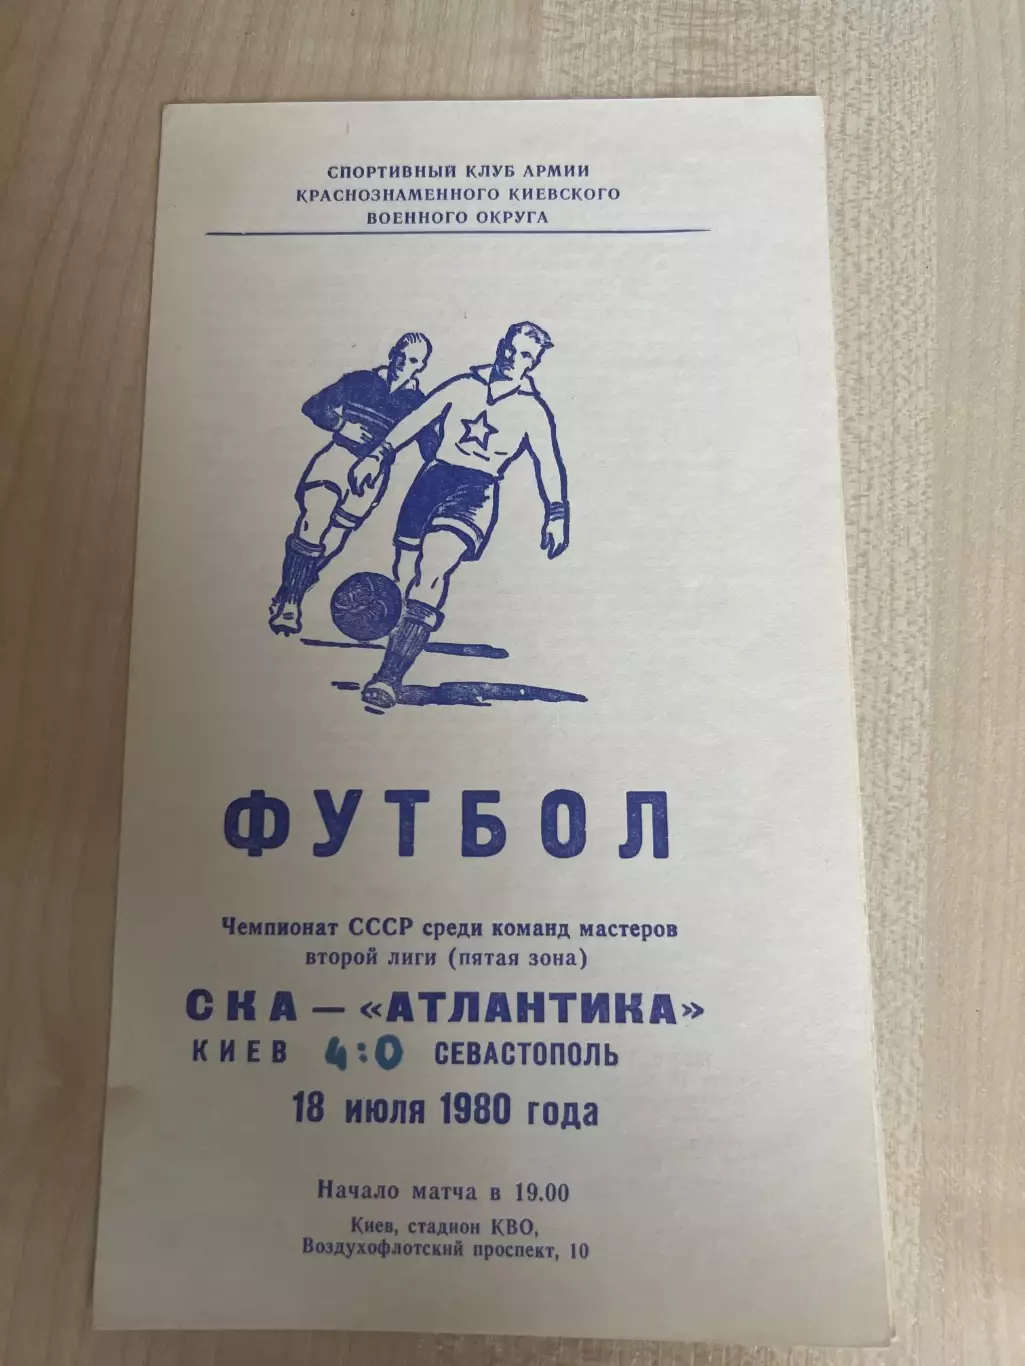 СПОРТИВНЫЙ КЛУБ АРМИИ
КРАСНОЗНАМЕННОГО КИЕВСКОГО
ВОЕННОГО ОКРУГА
ФУТБОЛ
Чемпионат СССР среди команд мастеров
второй лиги (пятая зона)
СКА — «АТЛАНТИКА»
КИЕВ 4:0 СЕВАСТОПОЛЬ
18 июля 1980 года
Начало матча в 19.00
Киев, стадион КВО,
Воздухофлотский проспект, 10